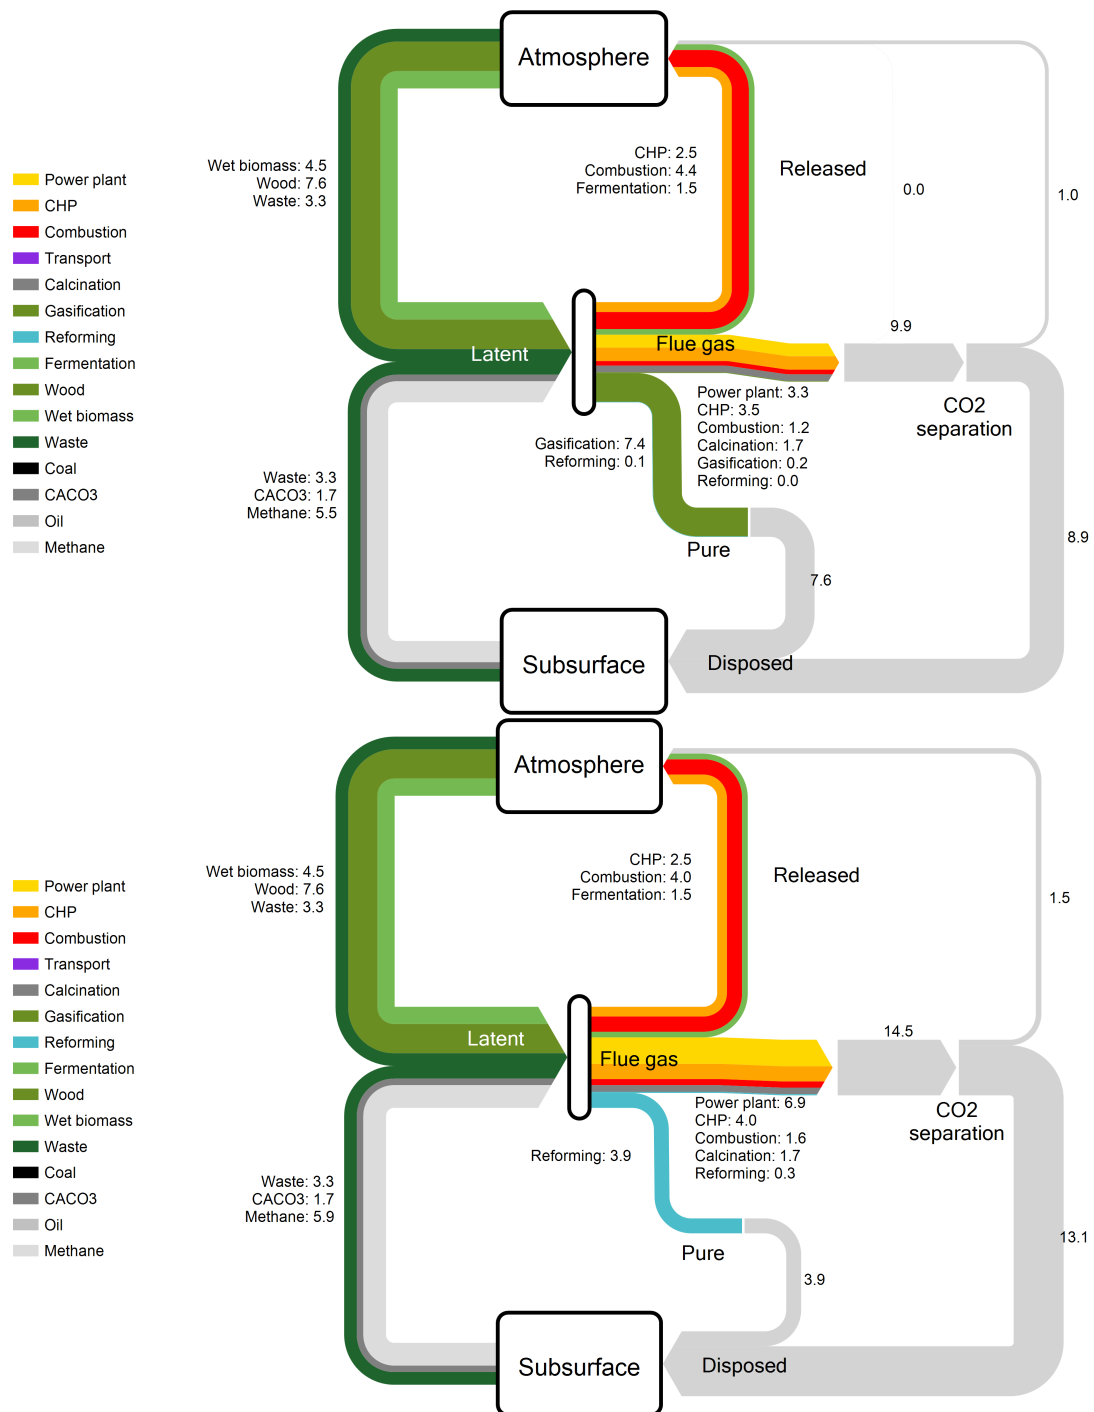 Atmosphere
Wet biomass: 4.5
Wood: 7.6
Waste: 3.3
CHP: 2.5
Combustion: 4.4
Fermentation: 1.5
Released
0.0
1.0
Power plant
CHP
Combustion
Transport
Calcination
Gasification
Reforming
Fermentation
Wood
Wet biomass
Waste
Coal
CACO3
Oil
Methane
Latent
Flue gas
9.9
Power plant: 3.3
CHP: 3.5
Combustion: 1.2
Calcination: 1.7
Gasification: 0.2
Reforming: 0.0
CO2
separation
Gasification: 7.4
Reforming: 0.1
Waste: 3.3
CACO3: 1.7
Methane: 5.5
Pure
7.6
8.9
Subsurface
Disposed
Atmosphere
Wet biomass: 4.5
Wood: 7.6
Waste: 3.3
CHP: 2.5
Combustion: 4.0
Fermentation: 1.5
Released
1.5
Power plant
CHP
Combustion
Transport
Calcination
Gasification
Reforming
Fermentation
Wood
Wet biomass
Waste
Coal
CACO3
Oil
Methane
Latent
Flue gas
14.5
Power plant: 6.9
CHP: 4.0
Combustion: 1.6
Calcination: 1.7
Reforming: 0.3
CO2
separation
Reforming: 3.9
Waste: 3.3
CACO3: 1.7
Methane: 5.9
Pure
3.9
13.1
Subsurface
Disposed